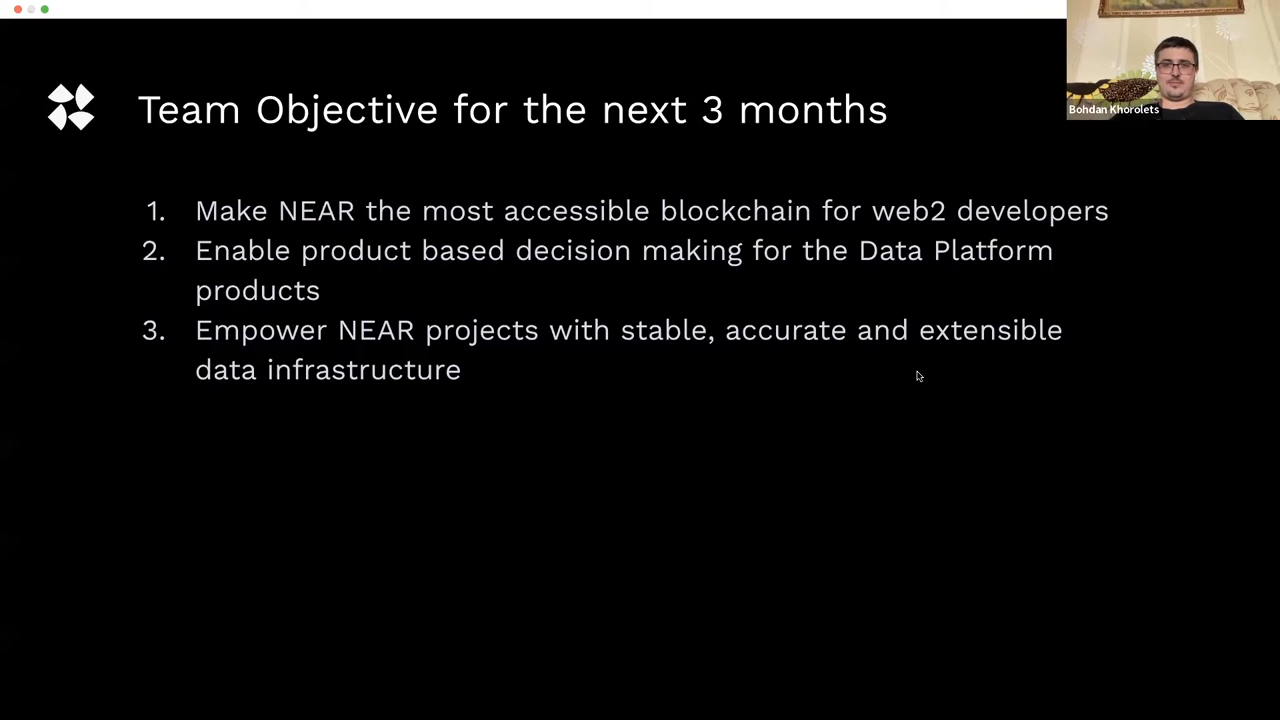 Team Objective for the next 3 months
Bohdan Khorolets
1. Make NEAR the most accessible blockchain for web2 developers
2. Enable product based decision making for the Data Platform
products
3. Empower NEAR projects with stable, accurate and extensible
data infrastructure